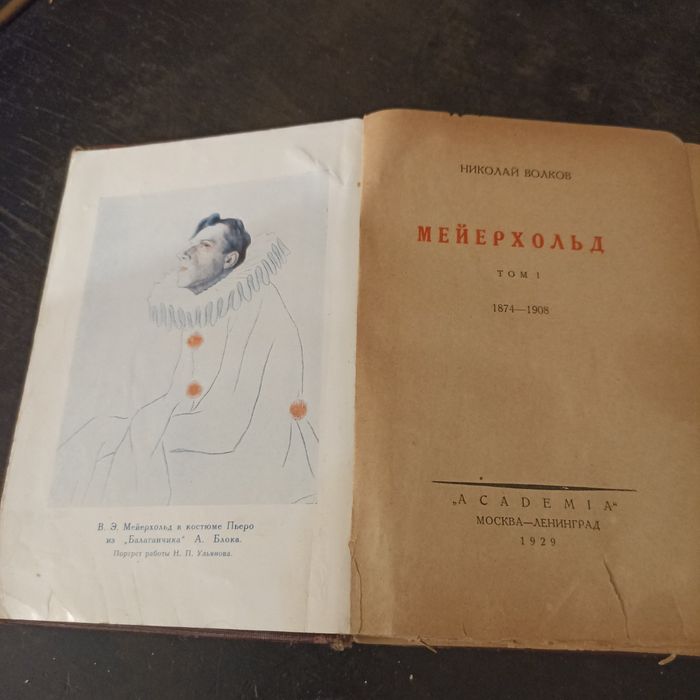 В. Э. Мейерхольд в костюме Пьеро
из „Балаганчика“ А. Блока.
Портрет работы Н. П. Ульянова.
НИКОЛАЙ ВОЛКОВ
МЕЙЕРХОЛЬД
ТОМ I
1874—1908
„ACADEMIA“
МОСКВА—ЛЕНИНГРАД
1929